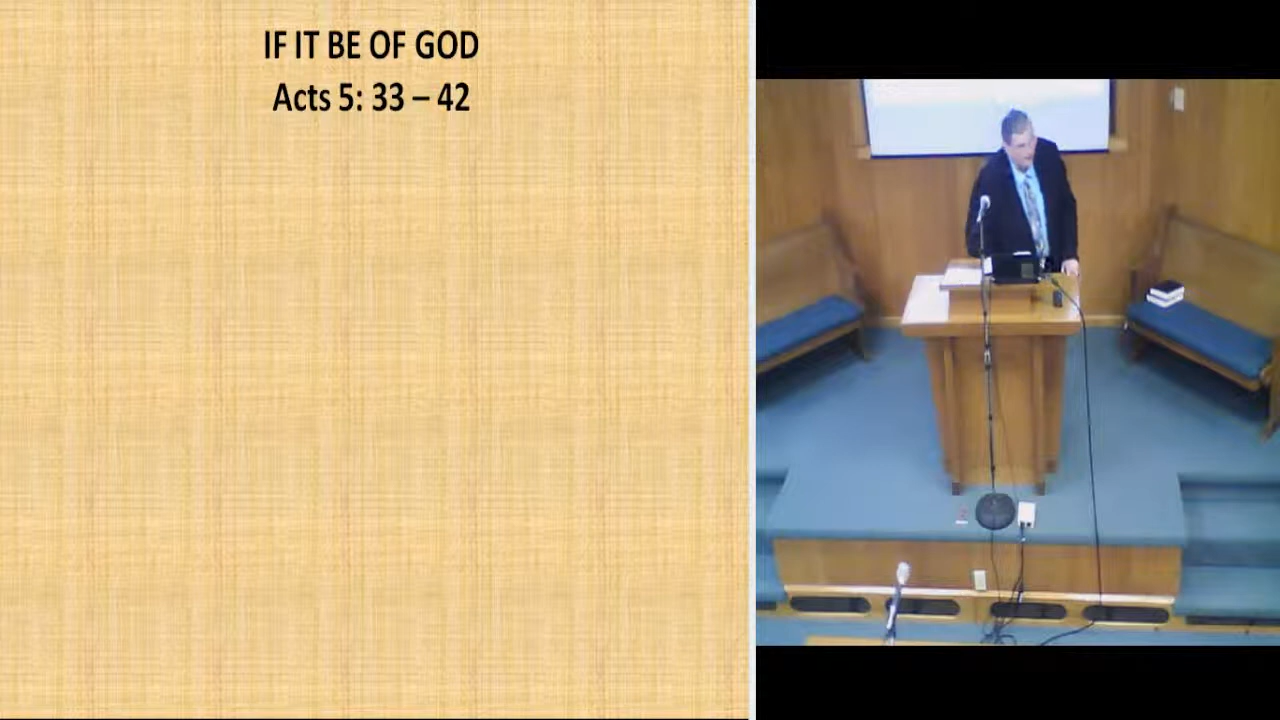 IF IT BE OF GOD
Acts 5: 33 – 42